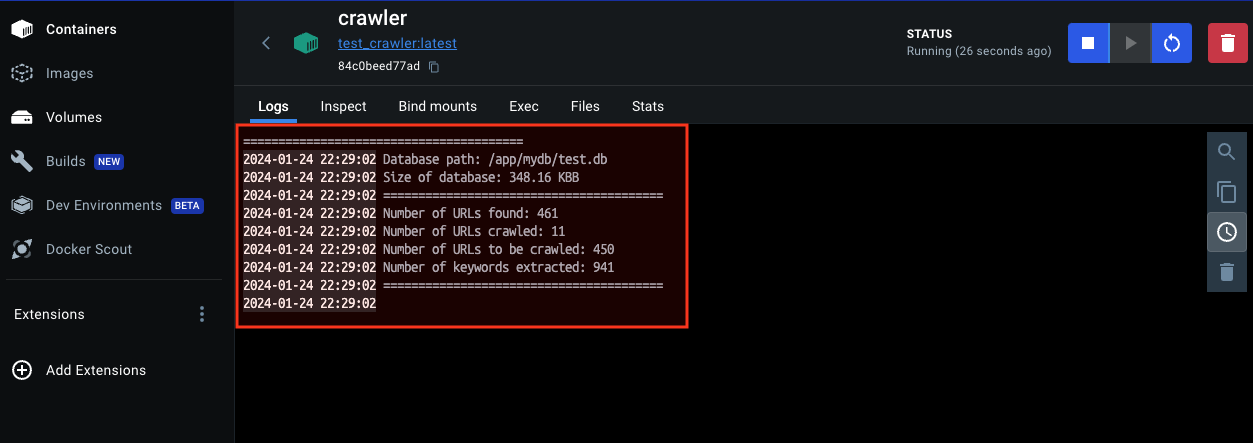 Containers
Images
Volumes
Builds NEW
Dev Environments BETA
Docker Scout
Extensions
Add Extensions
crawler
test_crawler:latest
84c0beed77ad
STATUS
Running (26 seconds ago)
Logs Inspect Bind mounts Exec Files Stats
========================================
2024-01-24 22:29:02 Database path: /app/mydb/test.db
2024-01-24 22:29:02 Size of database: 348.16 KBB
2024-01-24 22:29:02 ========================================
2024-01-24 22:29:02 Number of URLs found: 461
2024-01-24 22:29:02 Number of URLs crawled: 11
2024-01-24 22:29:02 Number of URLs to be crawled: 450
2024-01-24 22:29:02 Number of keywords extracted: 941
2024-01-24 22:29:02 ========================================
2024-01-24 22:29:02